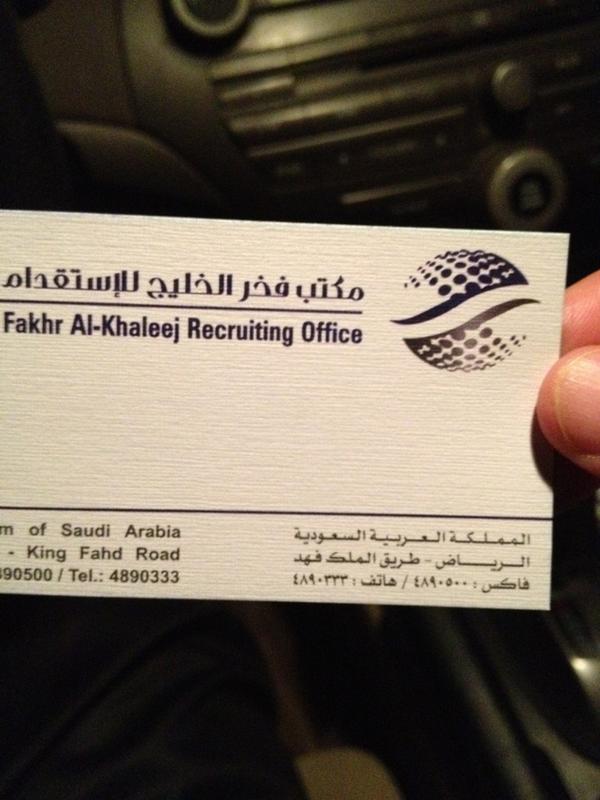 مكتب فخر الخليج للإستقدام
Fakhr Al-Khaleej Recruiting Office
m of Saudi Arabia
- King Fahd Road
490500 / Tel.: 4890333
المملكة العربية السعودية
الرياض - طريق الملك فهد
فاكس : ٤٨٩٠٥٠٠ / هاتف : ٤٨٩٠٣٣٣